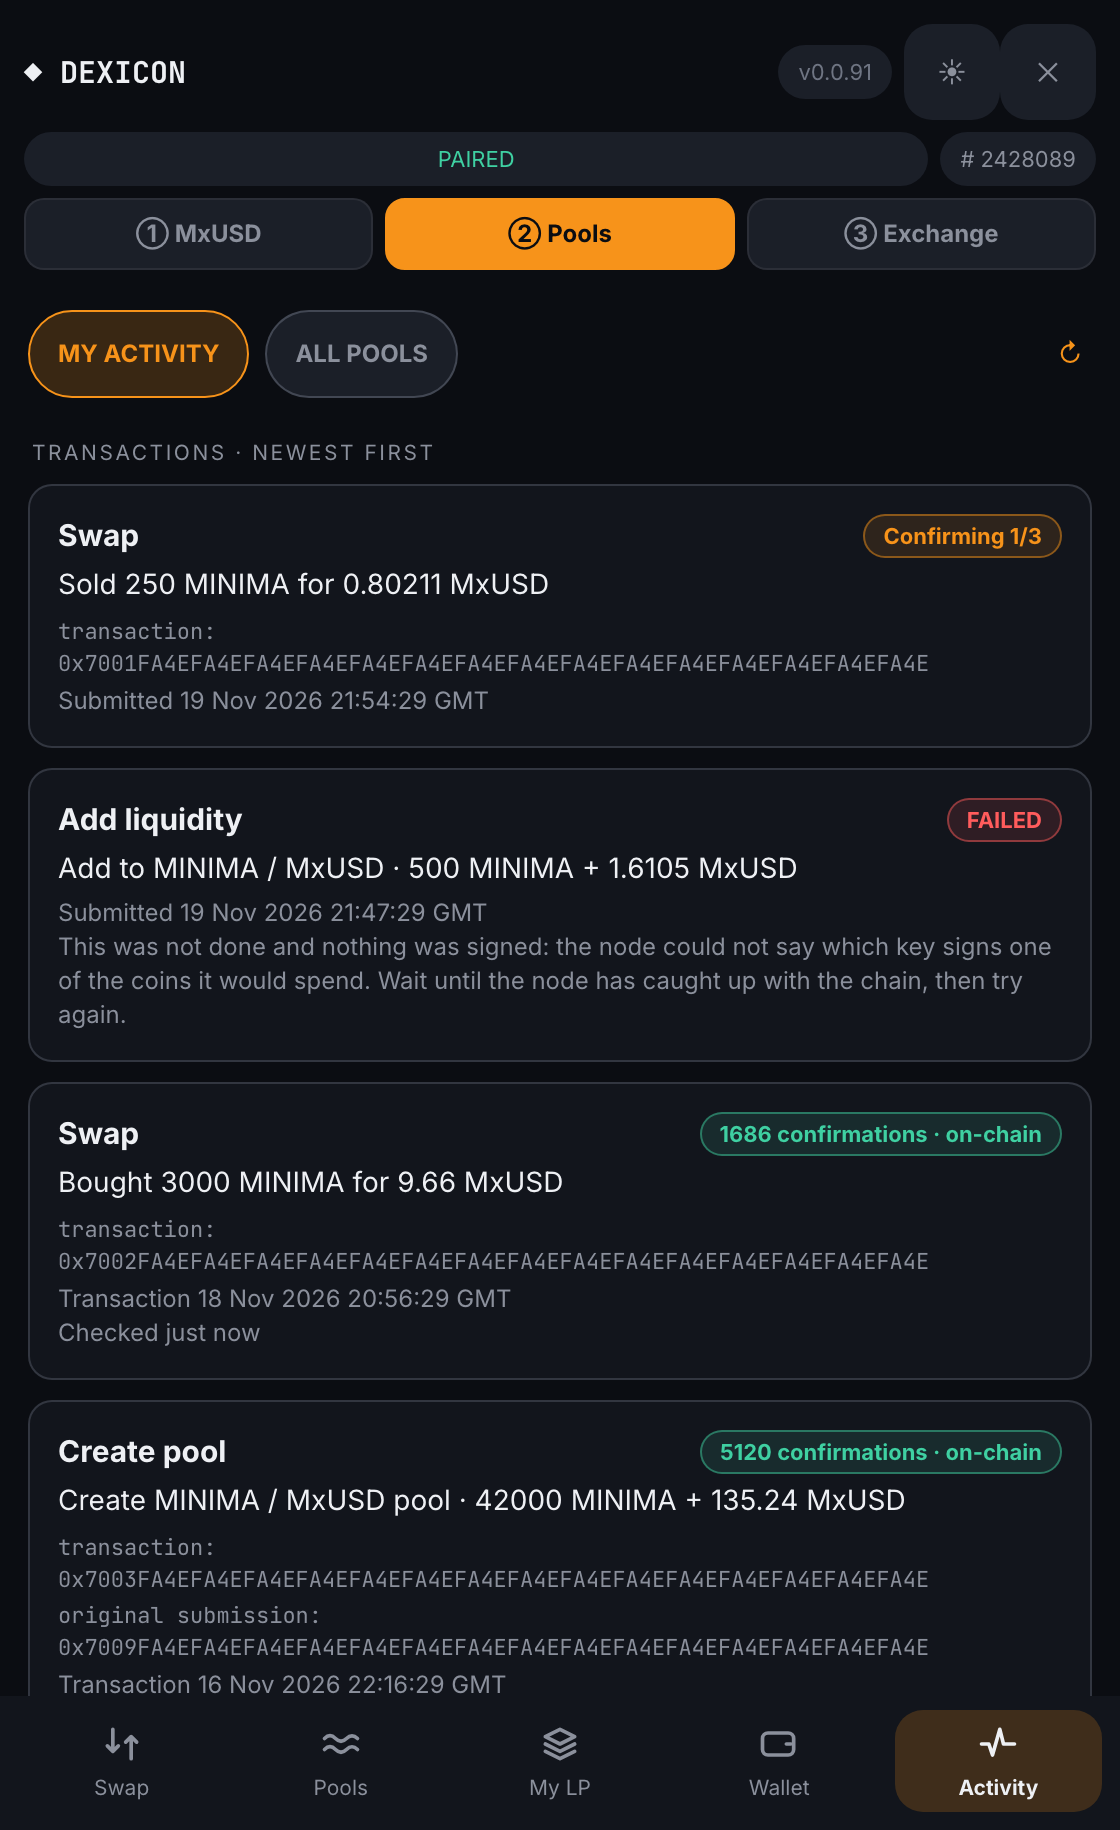 ◆ DEXICON
v0.0.91
PAIRED
# 2428089
① MxUSD
② Pools
③ Exchange
MY ACTIVITY
ALL POOLS
TRANSACTIONS · NEWEST FIRST
Swap
Confirming 1/3
Sold 250 MINIMA for 0.80211 MxUSD
transaction:
0x7001FA4EFA4EFA4EFA4EFA4EFA4EFA4EFA4EFA4EFA4EFA4EFA4EFA4EFA4EFA4E
Submitted 19 Nov 2026 21:54:29 GMT
Add liquidity
FAILED
Add to MINIMA / MxUSD · 500 MINIMA + 1.6105 MxUSD
Submitted 19 Nov 2026 21:47:29 GMT
This was not done and nothing was signed: the node could not say which key signs one
of the coins it would spend. Wait until the node has caught up with the chain, then try
again.
Swap
1686 confirmations · on-chain
Bought 3000 MINIMA for 9.66 MxUSD
transaction:
0x7002FA4EFA4EFA4EFA4EFA4EFA4EFA4EFA4EFA4EFA4EFA4EFA4EFA4EFA4EFA4E
Transaction 18 Nov 2026 20:56:29 GMT
Checked just now
Create pool
5120 confirmations · on-chain
Create MINIMA / MxUSD pool · 42000 MINIMA + 135.24 MxUSD
transaction:
0x7003FA4EFA4EFA4EFA4EFA4EFA4EFA4EFA4EFA4EFA4EFA4EFA4EFA4EFA4EFA4E
original submission:
0x7009FA4EFA4EFA4EFA4EFA4EFA4EFA4EFA4EFA4EFA4EFA4EFA4EFA4EFA4EFA4E
Transaction 16 Nov 2026 22:16:29 GMT
Swap
Pools
My LP
Wallet
Activity